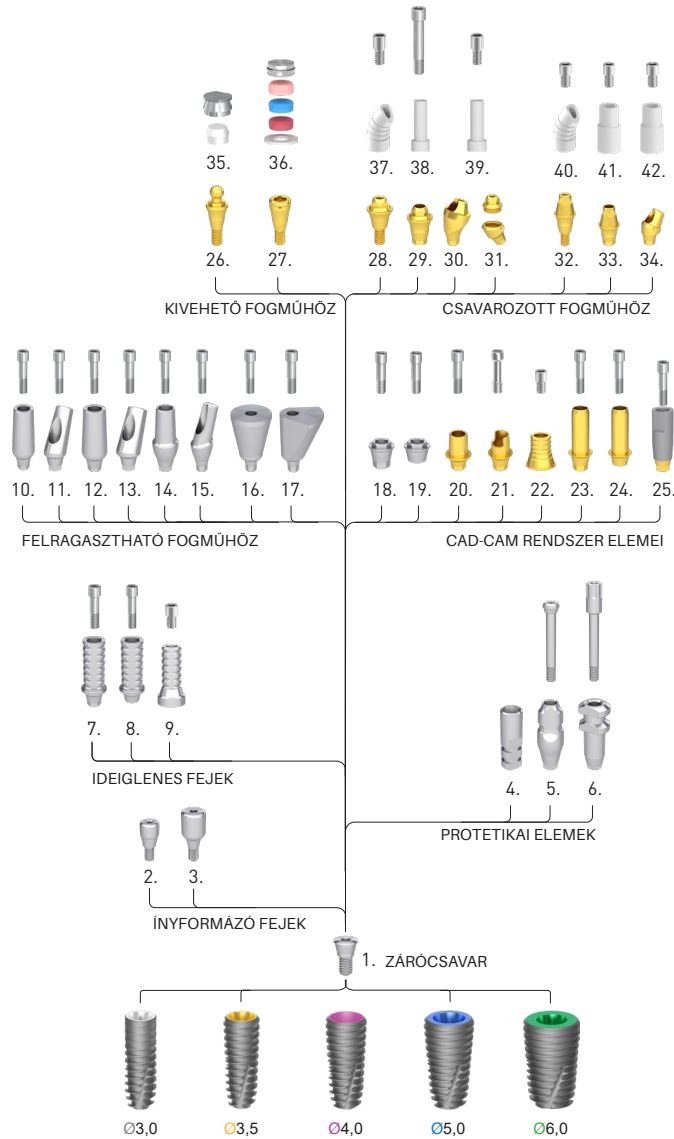 35. 36. 37. 38. 39. 40. 41. 42.
26. 27. 28. 29. 30. 31. 32. 33. 34.
KIVEHETŐ FOGMŰHÖZ CSAVAROZOTT FOGMŰHÖZ
10. 11. 12. 13. 14. 15. 16. 17. 18. 19. 20. 21. 22. 23. 24. 25.
FELRAGASZTHATÓ FOGMŰHÖZ CAD-CAM RENDSZER ELEMEI
7. 8. 9.
IDEIGLENES FEJEK
4. 5. 6.
PROTETIKAI ELEMEK
2. 3.
ÍNYFORMÁZÓ FEJEK
1. ZÁRÓCSAVAR
Ø3,0 Ø3,5 Ø4,0 Ø5,0 Ø6,0